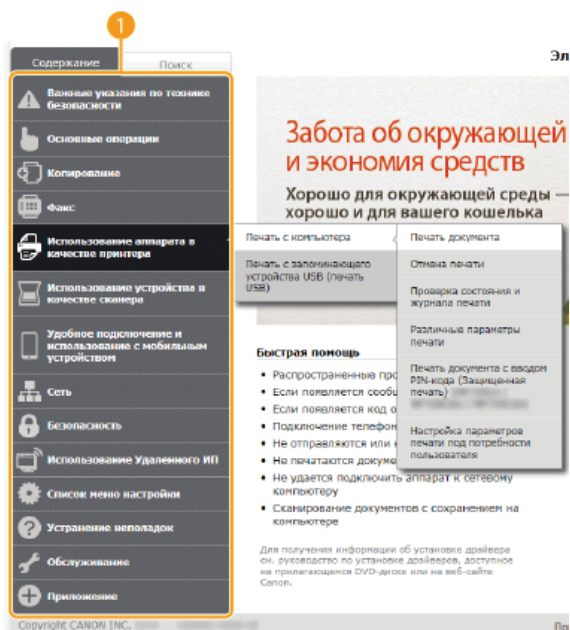 1
Содержание
Поиск
Эл
Важные указания по технике
безопасности
Основные операции
Копирование
Факс
Использование аппарата в
качестве принтера
Использование устройства в
качестве сканера
Удобное подключение и
использование с мобильным
устройством
Сеть
Безопасность
Использование Удаленного ИП
Список меню настройки
Устранение неполадок
Обслуживание
Приложение
Забота об окружающей
и экономия средств
Хорошо для окружающей среды —
хорошо и для вашего кошелька
Печать с компьютера
Печать с запоминающего
устройства USB (печать
USB)
Печать документа
Отмена печати
Проверка состояния и
журнала печати
Различные параметры
печати
Печать документа с вводом
PIN-кода (Защищенная
печать)
Настройка параметров
печати под потребности
пользователя
Быстрая помощь
• Распространенные про
• Если появляется сообщ
• Если появляется код о
• Подключение телефон
• Не отправляются или
• Не печатаются докуме
• Не удается подключить аппарат к сетевому
компьютеру
• Сканирование документов с сохранением на
компьютере
Для получения информации об установке драйвера
см. руководство по установке драйверов, доступное
на прилагающемся DVD-диске или на веб-сайте
Canon.
Copyright CANON INC.
Пр